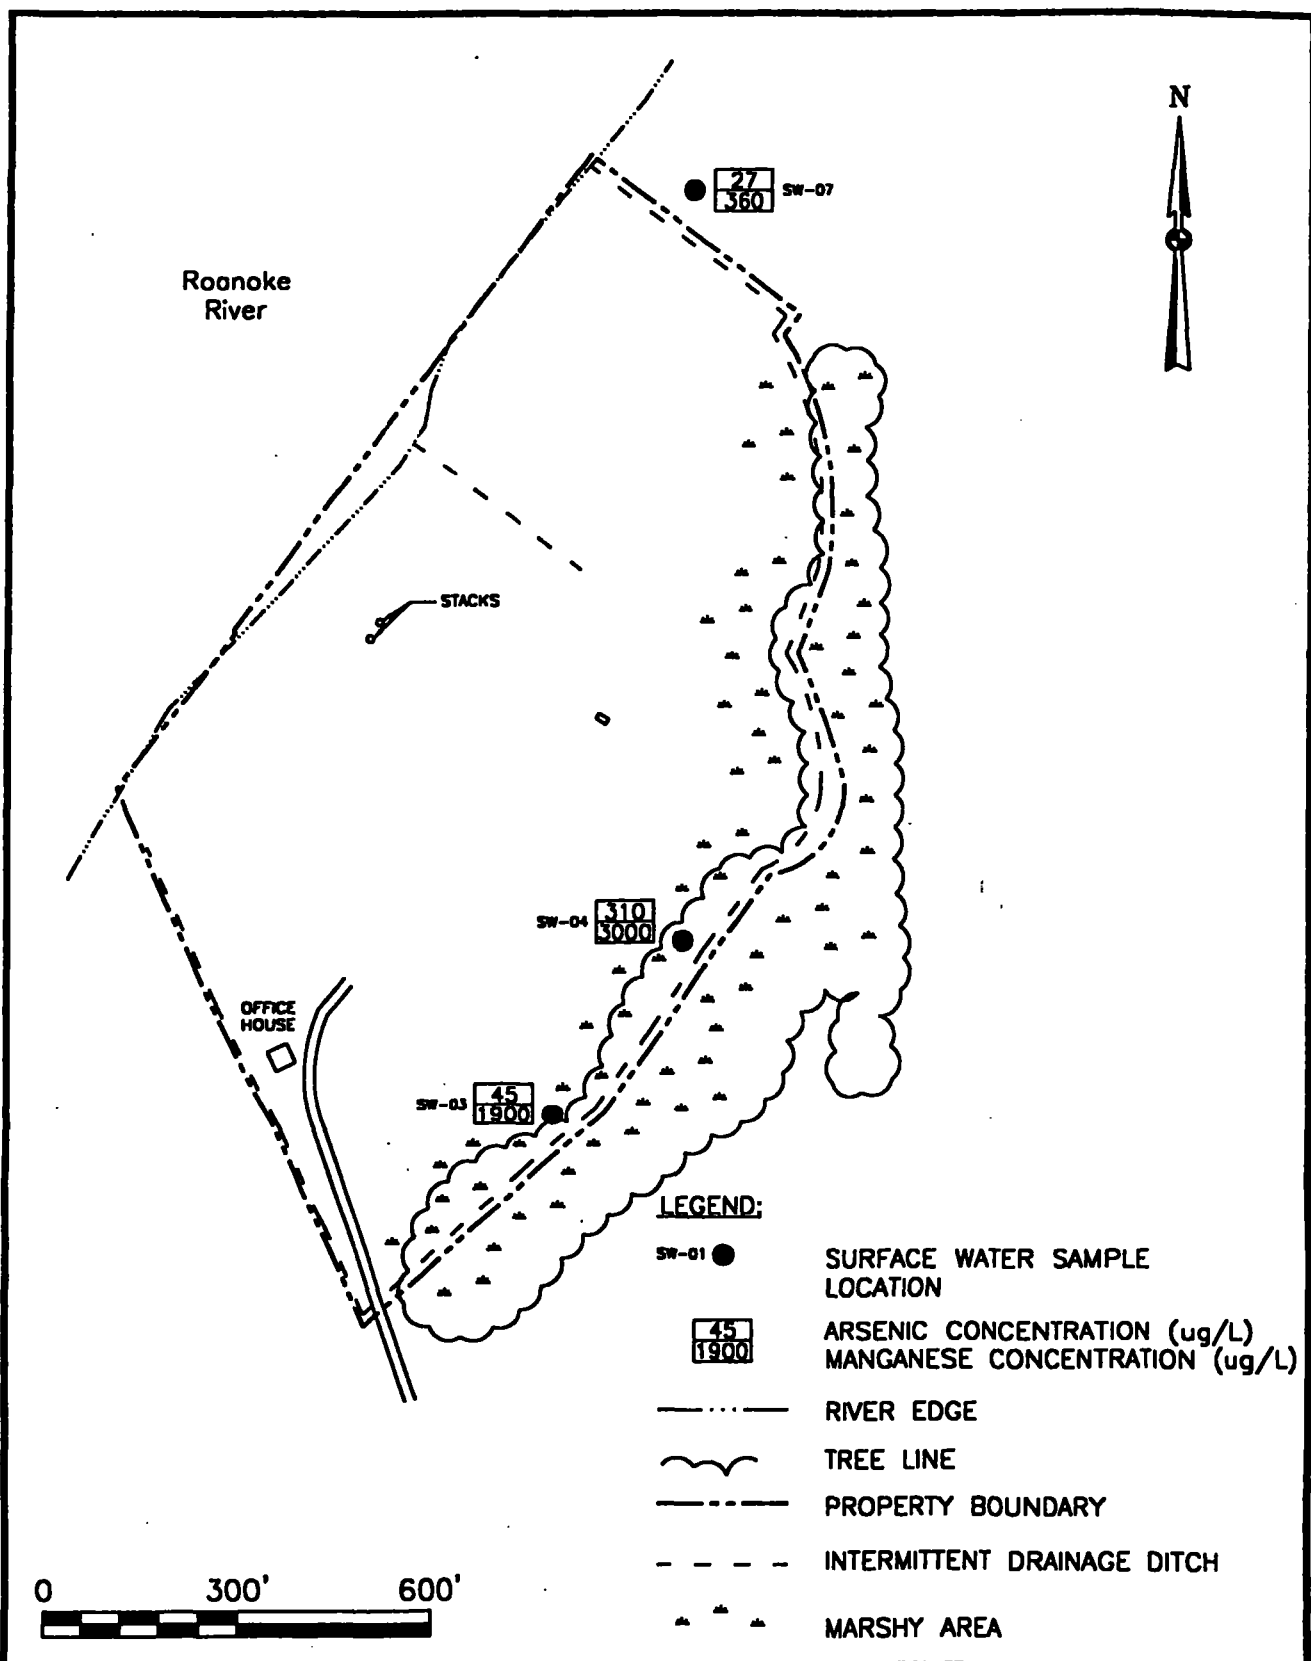 N
27
360
SW-07
Roanoke
River
STACKS
SW-04
310
3000
OFFICE
HOUSE
SW-03
45
1900
LEGEND:
SW-01
SURFACE WATER SAMPLE
LOCATION
45
1900
ARSENIC CONCENTRATION (ug/L)
MANGANESE CONCENTRATION (ug/L)
RIVER EDGE
TREE LINE
PROPERTY BOUNDARY
INTERMITTENT DRAINAGE DITCH
MARSHY AREA
0 300' 600'